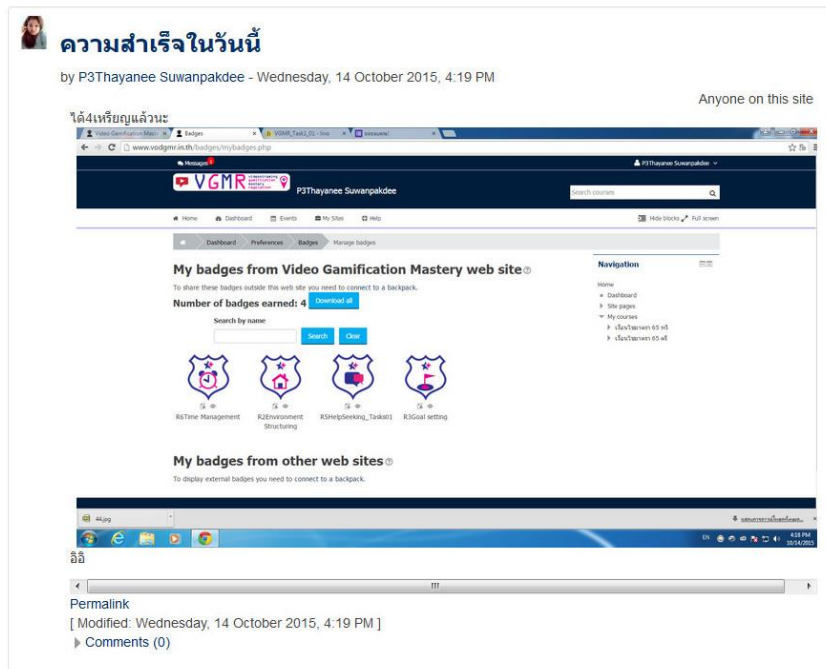 ความสำเร็จในวันนี้
by P3Thayanee Suwanpakdee - Wednesday, 14 October 2015, 4:19 PM
Anyone on this site
ได้4เหรียญแล้วนะ
Video Gamification Maste
Badges
VGMR_Task1_01
www.vodgmr.in.th/badges/mybadges.php
Messages
P3Thayanee Suwanpakdee
VGMR
P3Thayanee Suwanpakdee
Search courses
Home Dashboard Events My Sites Help
Hide blocks Full screen
Dashboard Preferences Badges Manage badges
My badges from Video Gamification Mastery web site
To share these badges outside this web site you need to connect to a backpack.
Number of badges earned: 4 Download all
Search by name
Search Clear
R6Time Management
R2Environment Structuring
R5HelpSeeking_Tasks01
R3Goal setting
My badges from other web sites
To display external badges you need to connect to a backpack.
Navigation
Home
Dashboard
Site pages
My courses
44.jpg
EN
4:18 PM
10/14/2015
อิอิ
Permalink
[ Modified: Wednesday, 14 October 2015, 4:19 PM ]
Comments (0)